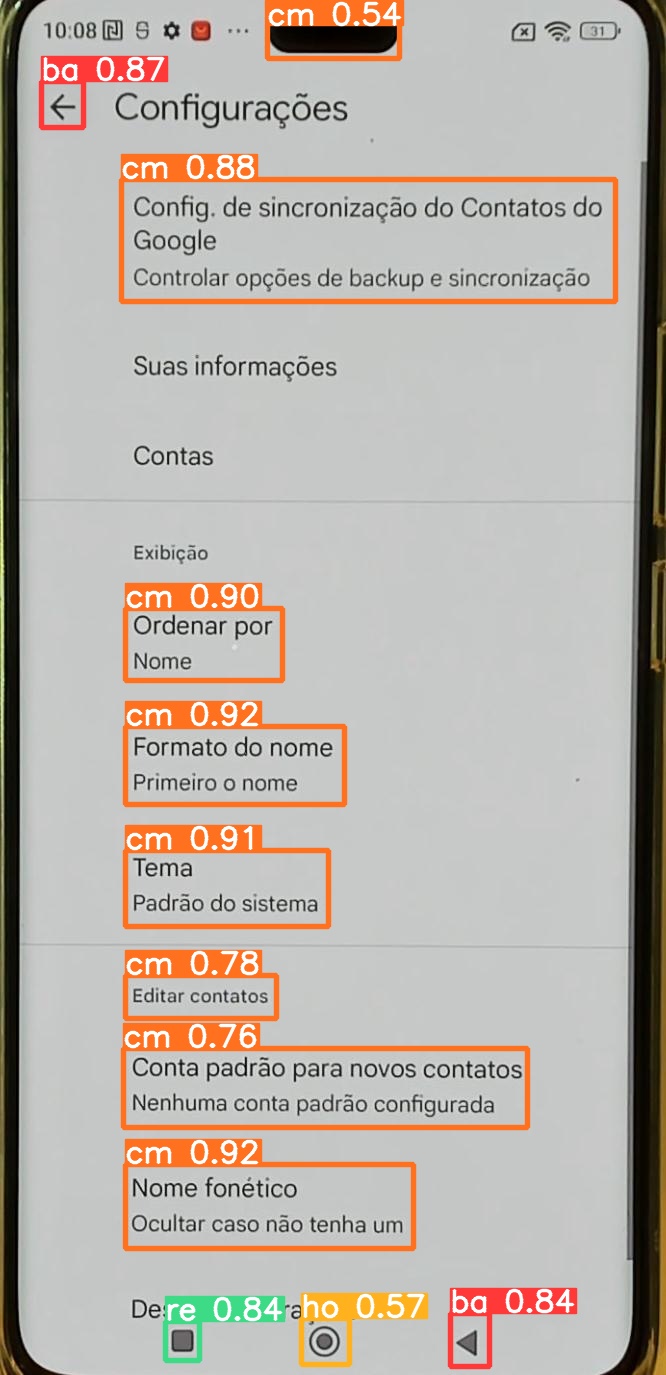 cm 0.54
10:08
31
ba 0.87
Configurações
cm 0.88
Config. de sincronização do Contatos do
Google
Controlar opções de backup e sincronização
Suas informações
Contas
Exibição
cm 0.90
Ordenar por
Nome
cm 0.92
Formato do nome
Primeiro o nome
cm 0.91
Tema
Padrão do sistema
cm 0.78
Editar contatos
cm 0.76
Conta padrão para novos contatos
Nenhuma conta padrão configurada
cm 0.92
Nome fonético
Ocultar caso não tenha um
re 0.84
ho 0.57
ba 0.84